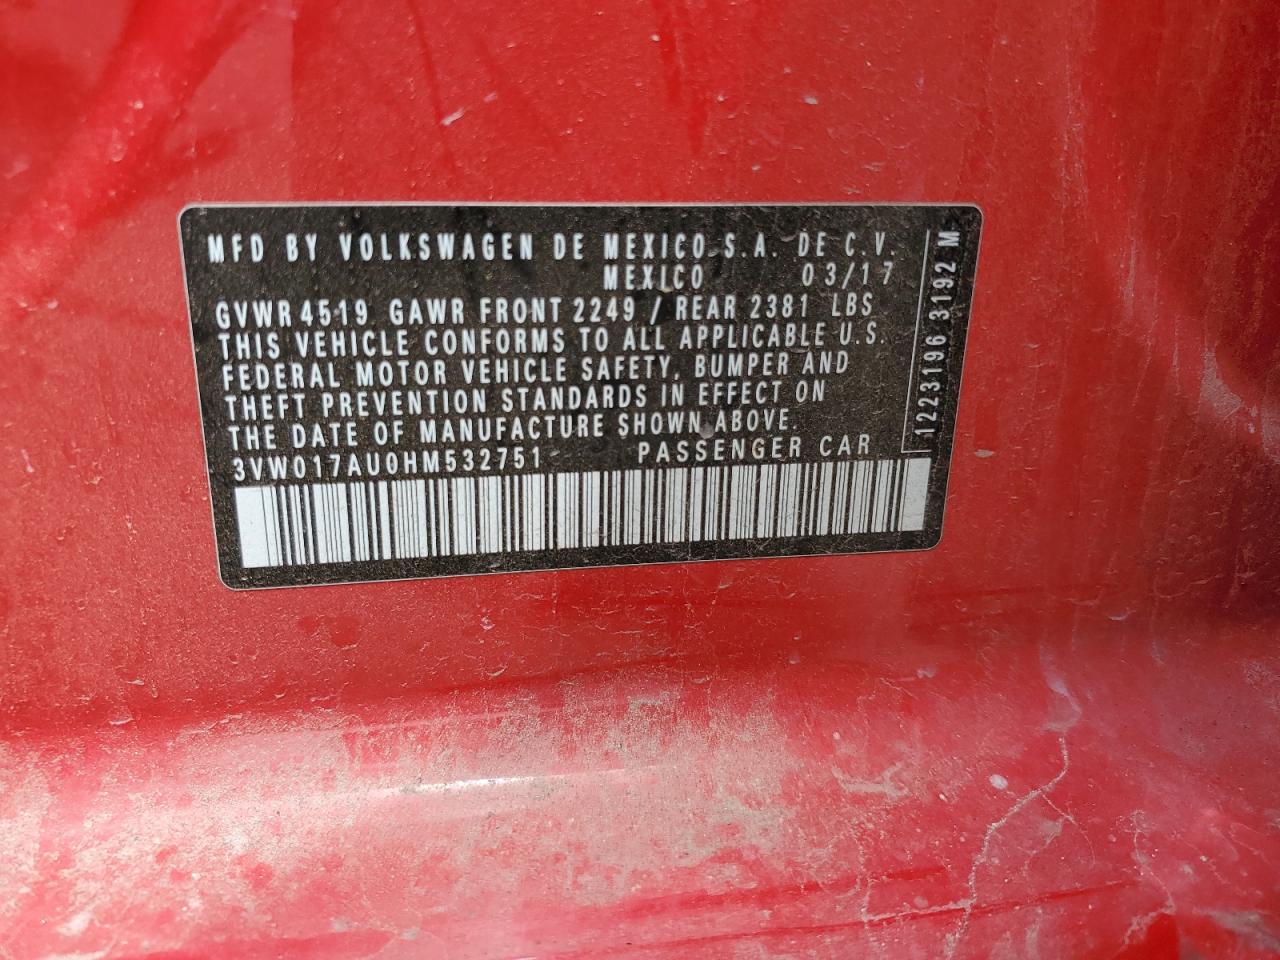 MFD BY VOLKSWAGEN DE MEXICO S.A. DE C.V.
MEXICO 03/17
GVWR 4519 GAWR FRONT 2249 / REAR 2381 LBS
THIS VEHICLE CONFORMS TO ALL APPLICABLE U.S.
FEDERAL MOTOR VEHICLE SAFETY, BUMPER AND
THEFT PREVENTION STANDARDS IN EFFECT ON
THE DATE OF MANUFACTURE SHOWN ABOVE.
3VW017AU0HM532751 PASSENGER CAR
1223196 3192 M